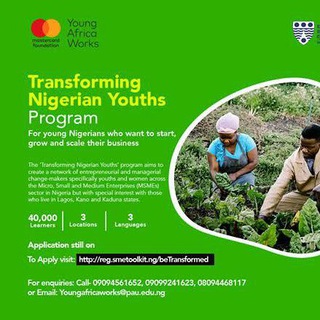 mastercard
foundation
Young
Africa
Works
Transforming
Nigerian Youths
Program
For young Nigerians who want to start,
grow and scale their business
The 'Transforming Nigerian Youths' program aims to
create a network of entrepreneurial and managerial
change-makers specifically youths and women across
the Micro, Small and Medium Enterprises (MSMEs)
sector in Nigeria but with special interest with those
who live in Lagos, Kano and Kaduna states.
40,000
Learners
3
Locations
3
Languages
Application still on
To Apply visit: http://reg.smetoolkit.ng/beTransformed
For enquiries: Call- 09094561652, 09099241623, 08094468117
or Email: Youngafricaworks@pau.edu.ng